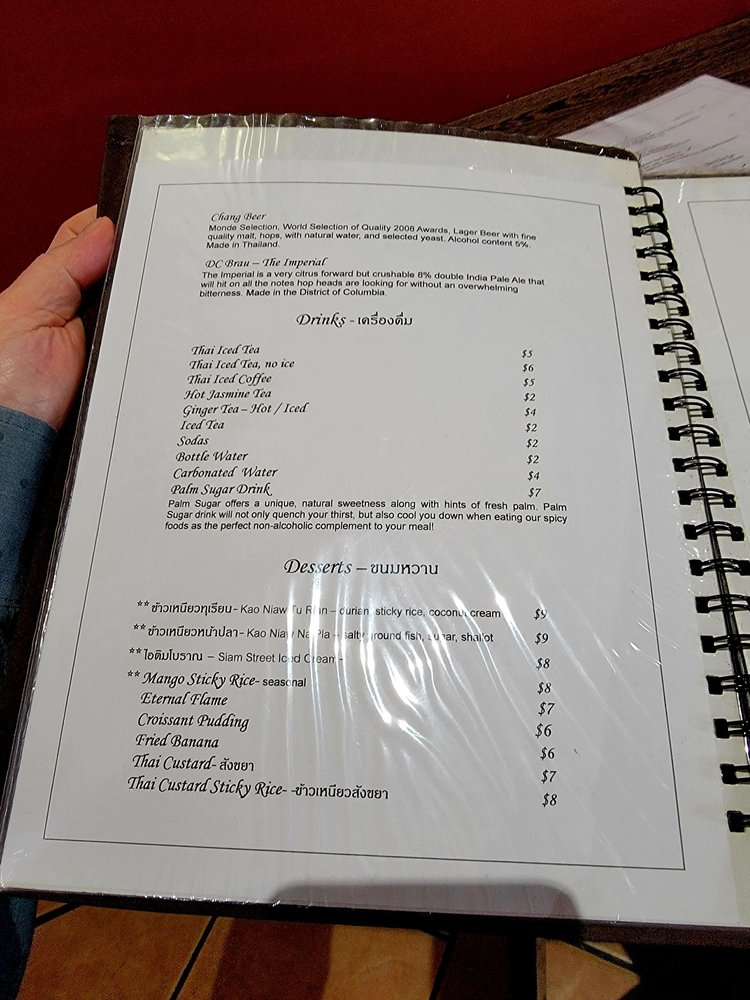 Chang Beer
Monde Selection, World Selection of Quality 2008 Awards, Lager Beer with fine
quality malt, hops, with natural water, and selected yeast. Alcohol content 5%.
Made in Thailand.
DC Brau – The Imperial
The Imperial is a very citrus forward but crushable 8% double India Pale Ale that
will hit on all the notes hop heads are looking for without an overwhelming
bitterness. Made in the District of Columbia.
Drinks - เครื่องดื่ม
Thai Iced Tea $5
Thai Iced Tea, no ice $6
Thai Iced Coffee $5
Hot Jasmine Tea $2
Ginger Tea – Hot / Iced $4
Iced Tea $2
Sodas $2
Bottle Water $2
Carbonated Water $4
Palm Sugar Drink $7
Palm Sugar offers a unique, natural sweetness along with hints of fresh palm. Palm
Sugar drink will not only quench your thirst, but also cool you down when eating our spicy
foods as the perfect non-alcoholic complement to your meal!
Desserts – ขนมหวาน
** ข้าวเหนียวทุเรียน- Kao Niaw Tu Rian – durian, sticky rice, coconut cream $9
** ข้าวเหนียวหน้าปลา- Kao Niaw Na Pla – salty ground fish, sugar, shallot $9
** ไอติมโบราณ – Siam Street Iced Cream - $8
** Mango Sticky Rice- seasonal $8
Eternal Flame $7
Croissant Pudding $6
Fried Banana $6
Thai Custard- สังขยา $7
Thai Custard Sticky Rice- -ข้าวเหนียวสังขยา $8